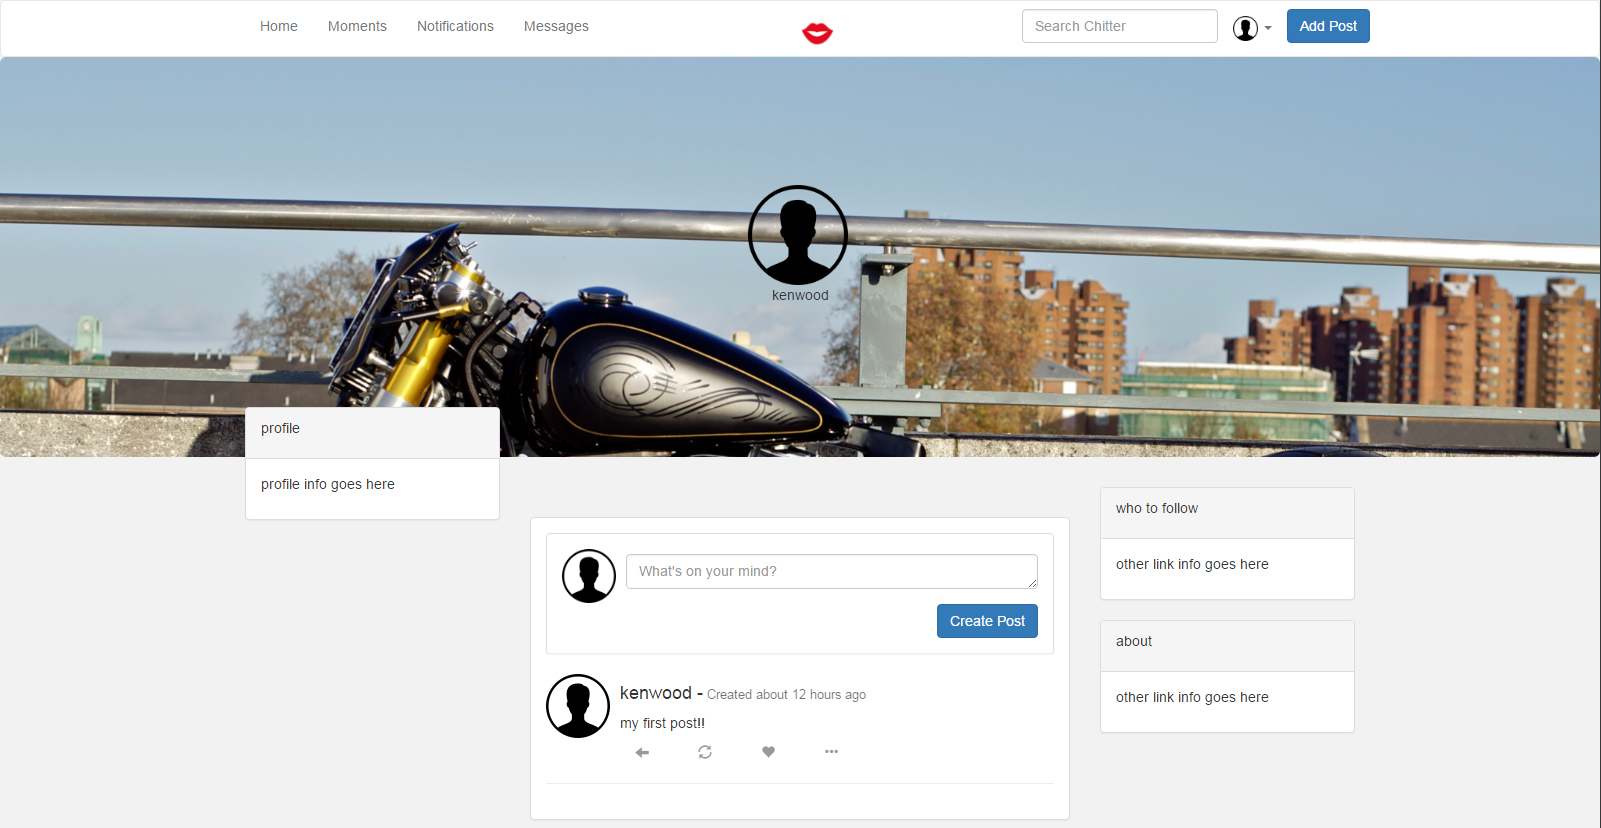 Home Moments Notifications Messages Search Chitter Add Post
kenwood
profile
profile info goes here
What's on your mind?
Create Post
kenwood - Created about 12 hours ago
my first post!!
who to follow
other link info goes here
about
other link info goes here